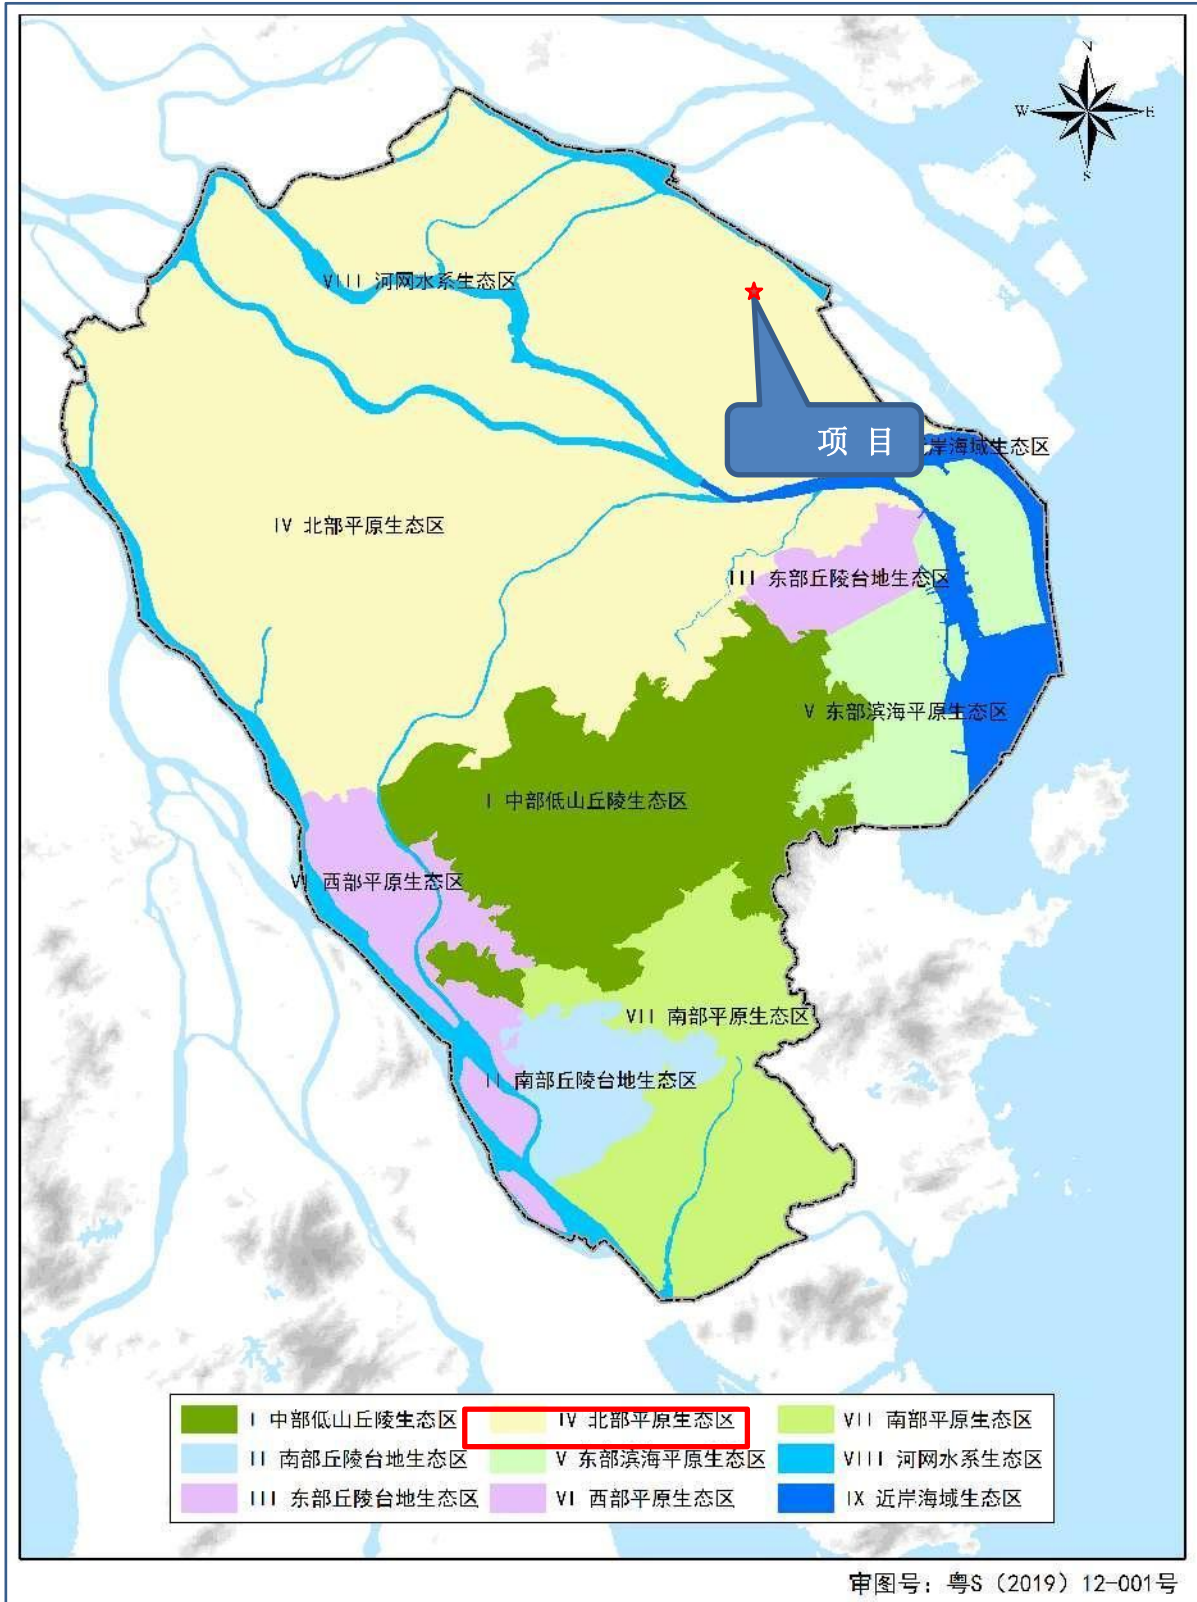 N
W
E
S
VIII 河网水系生态区
项 目
岸海域生态区
IV 北部平原生态区
III 东部丘陵台地生态区
V 东部滨海平原生态区
I 中部低山丘陵生态区
VI 西部平原生态区
VII 南部平原生态区
II 南部丘陵台地生态区
I 中部低山丘陵生态区
IV 北部平原生态区
VII 南部平原生态区
II 南部丘陵台地生态区
V 东部滨海平原生态区
VIII 河网水系生态区
III 东部丘陵台地生态区
VI 西部平原生态区
IX 近岸海域生态区
审图号：粤S（2019）12-001号